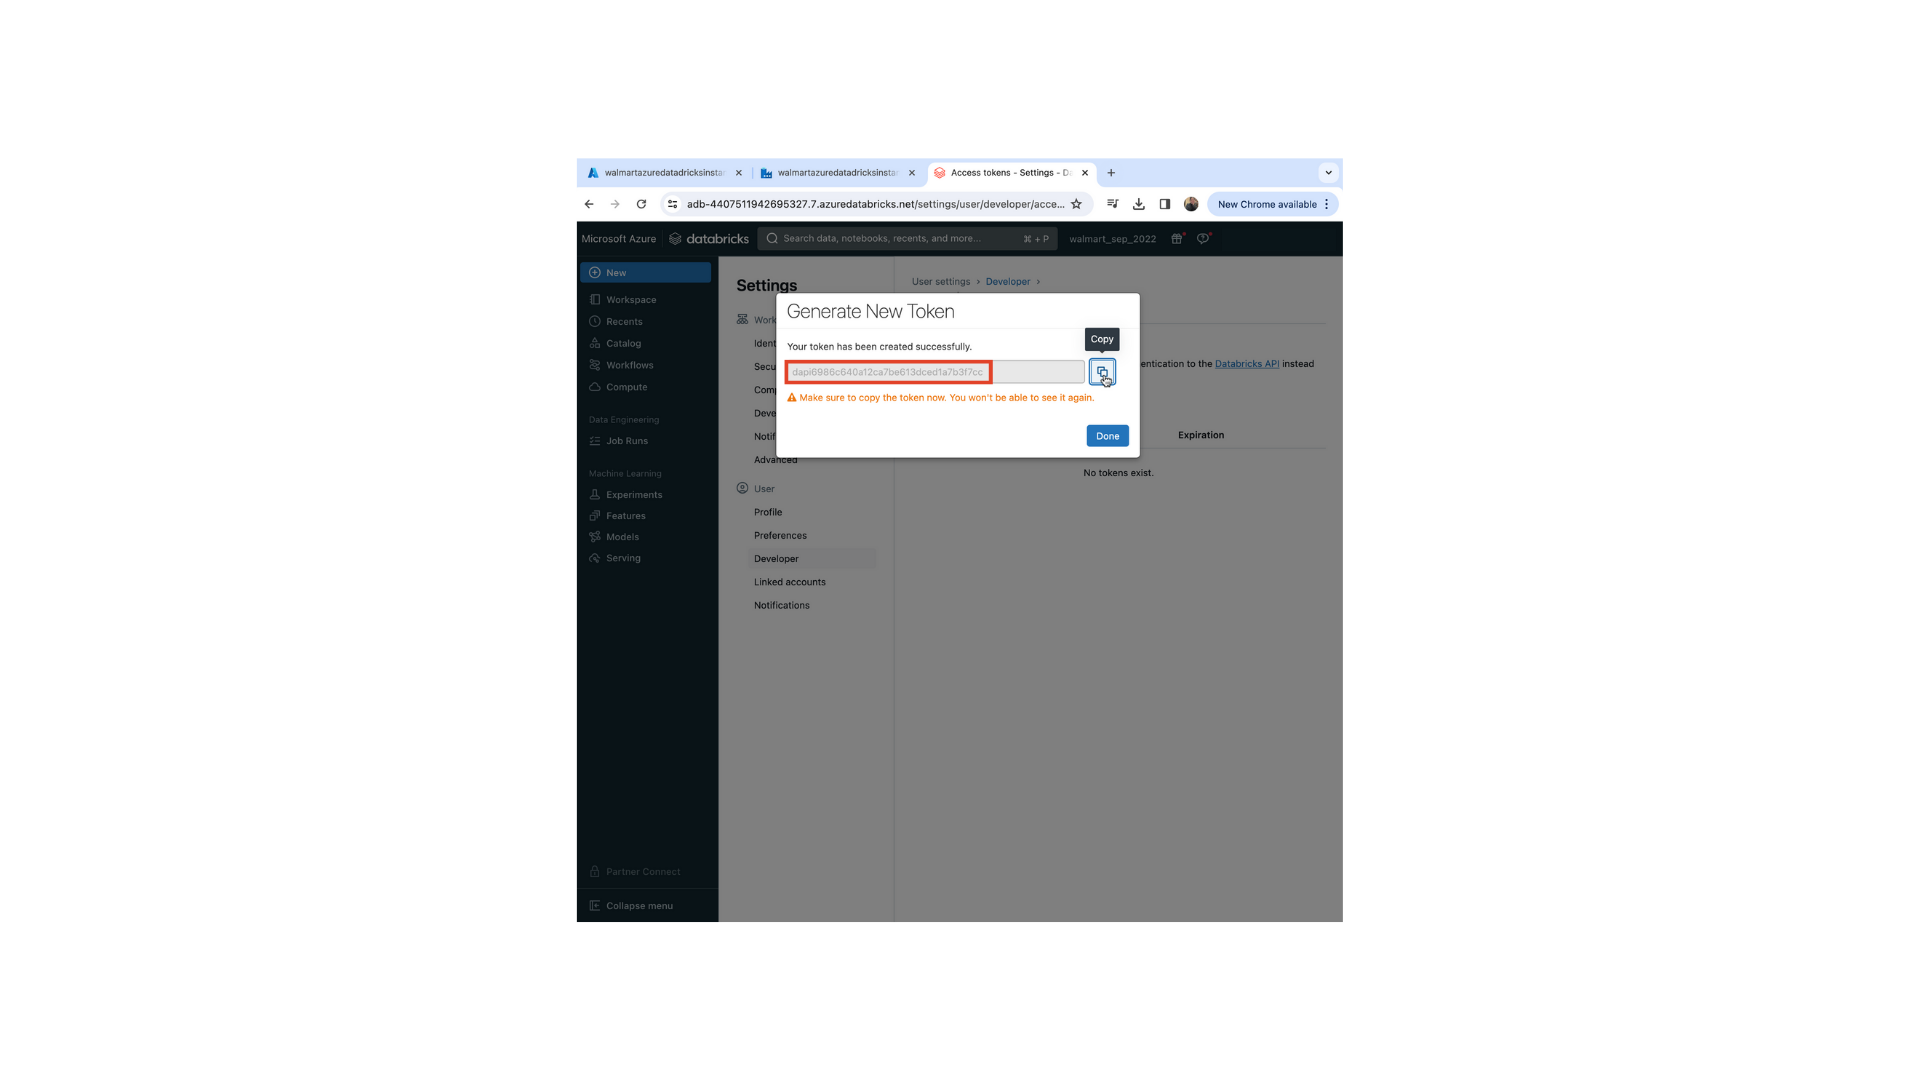 walmartazuredatadricksinsta
walmartazuredatadricksinsta
Access tokens - Settings - D
adb-4407511942695327.7.azuredatabricks.net/settings/user/developer/acce...
New Chrome available
Microsoft Azure
databricks
Search data, notebooks, recents, and more...
⌘ + P
walmart_sep_2022
New
Workspace
Recents
Catalog
Workflows
Compute
Data Engineering
Job Runs
Machine Learning
Experiments
Features
Models
Serving
Partner Connect
Collapse menu
Settings
Work
Ident
Secu
Comp
Deve
Notif
Advanced
User
Profile
Preferences
Developer
Linked accounts
Notifications
User settings > Developer >
Generate New Token
Your token has been created successfully.
Copy
dapi6986c640a12ca7be613dced1a7b3f7cc
Make sure to copy the token now. You won't be able to see it again.
Done
entication to the Databricks API instead
Expiration
No tokens exist.